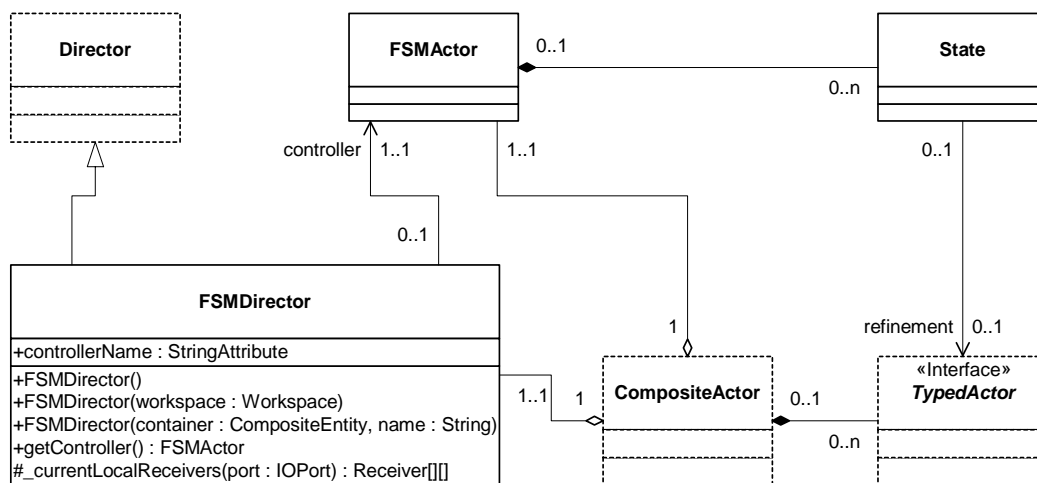 Director
FSMActor
State
0..1
0..n
controller
1..1
1..1
0..1
0..1
FSMDirector
+controllerName : StringAttribute
+FSMDirector()
+FSMDirector(workspace : Workspace)
+FSMDirector(container : CompositeEntity, name : String)
+getController() : FSMActor
#_currentLocalReceivers(port : IOPort) : Receiver[][]
1..1
1
1
CompositeActor
0..1
0..n
refinement
0..1
«Interface»
TypedActor